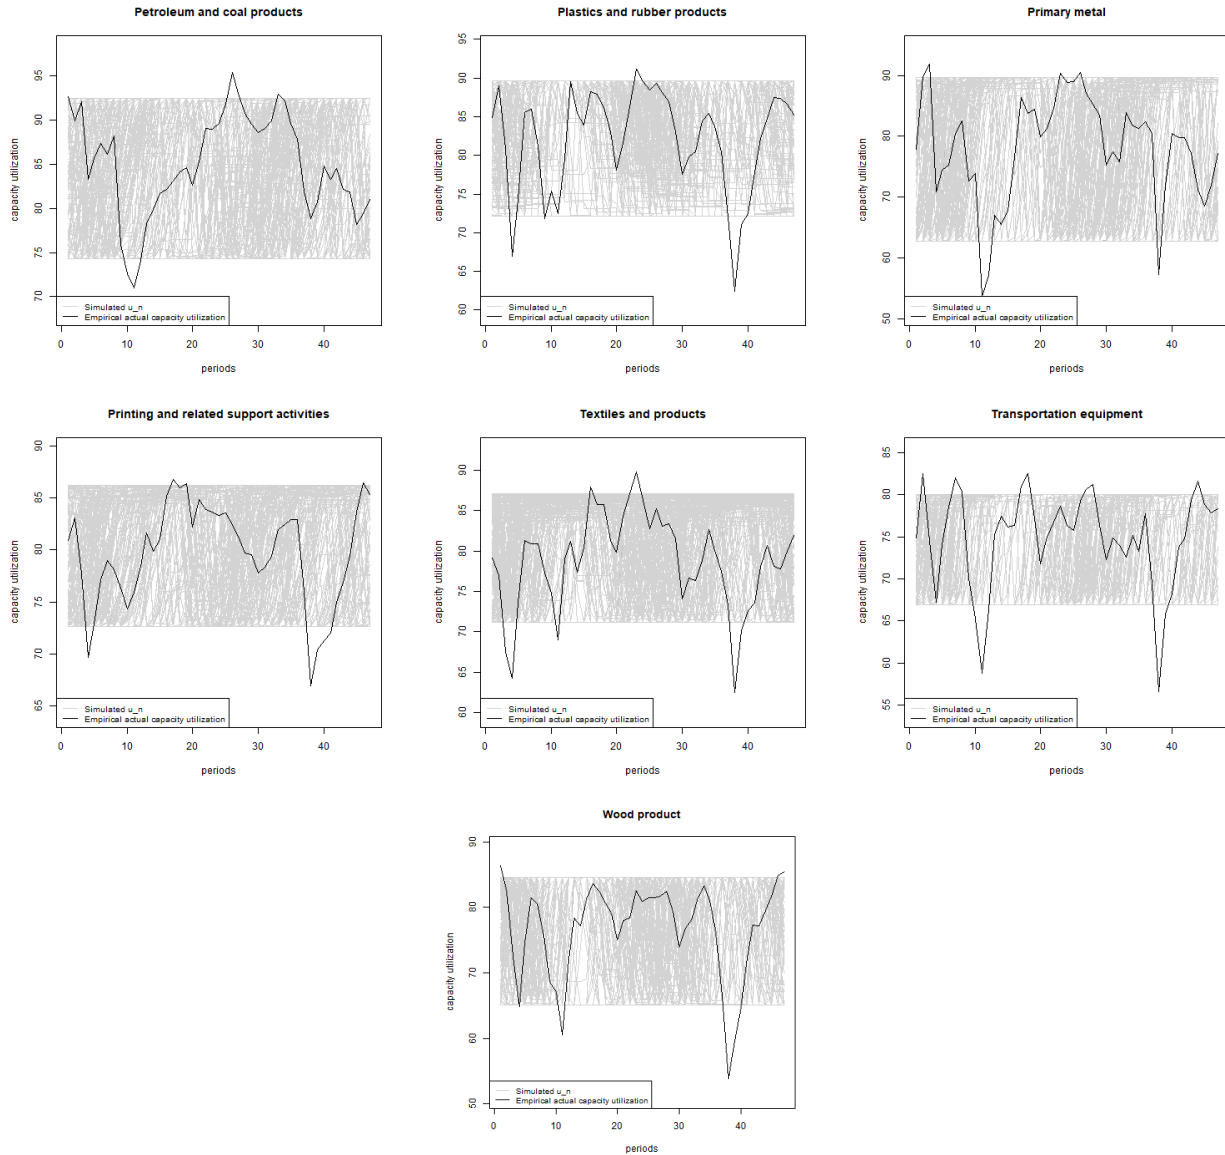 Petroleum and coal products
capacity utilization
95
90
85
80
75
70
Simulated u_n
Empirical actual capacity utilization
0 10 20 30 40
periods
Plastics and rubber products
capacity utilization
95
90
85
80
75
70
65
60
Simulated u_n
Empirical actual capacity utilization
0 10 20 30 40
periods
Primary metal
capacity utilization
90
80
70
60
50
Simulated u_n
Empirical actual capacity utilization
0 10 20 30 40
periods
Printing and related support activities
capacity utilization
90
85
80
75
70
65
Simulated u_n
Empirical actual capacity utilization
0 10 20 30 40
periods
Textiles and products
capacity utilization
90
85
80
75
70
65
60
Simulated u_n
Empirical actual capacity utilization
0 10 20 30 40
periods
Transportation equipment
capacity utilization
85
80
75
70
65
60
55
Simulated u_n
Empirical actual capacity utilization
0 10 20 30 40
periods
Wood product
capacity utilization
90
80
70
60
50
Simulated u_n
Empirical actual capacity utilization
0 10 20 30 40
periods